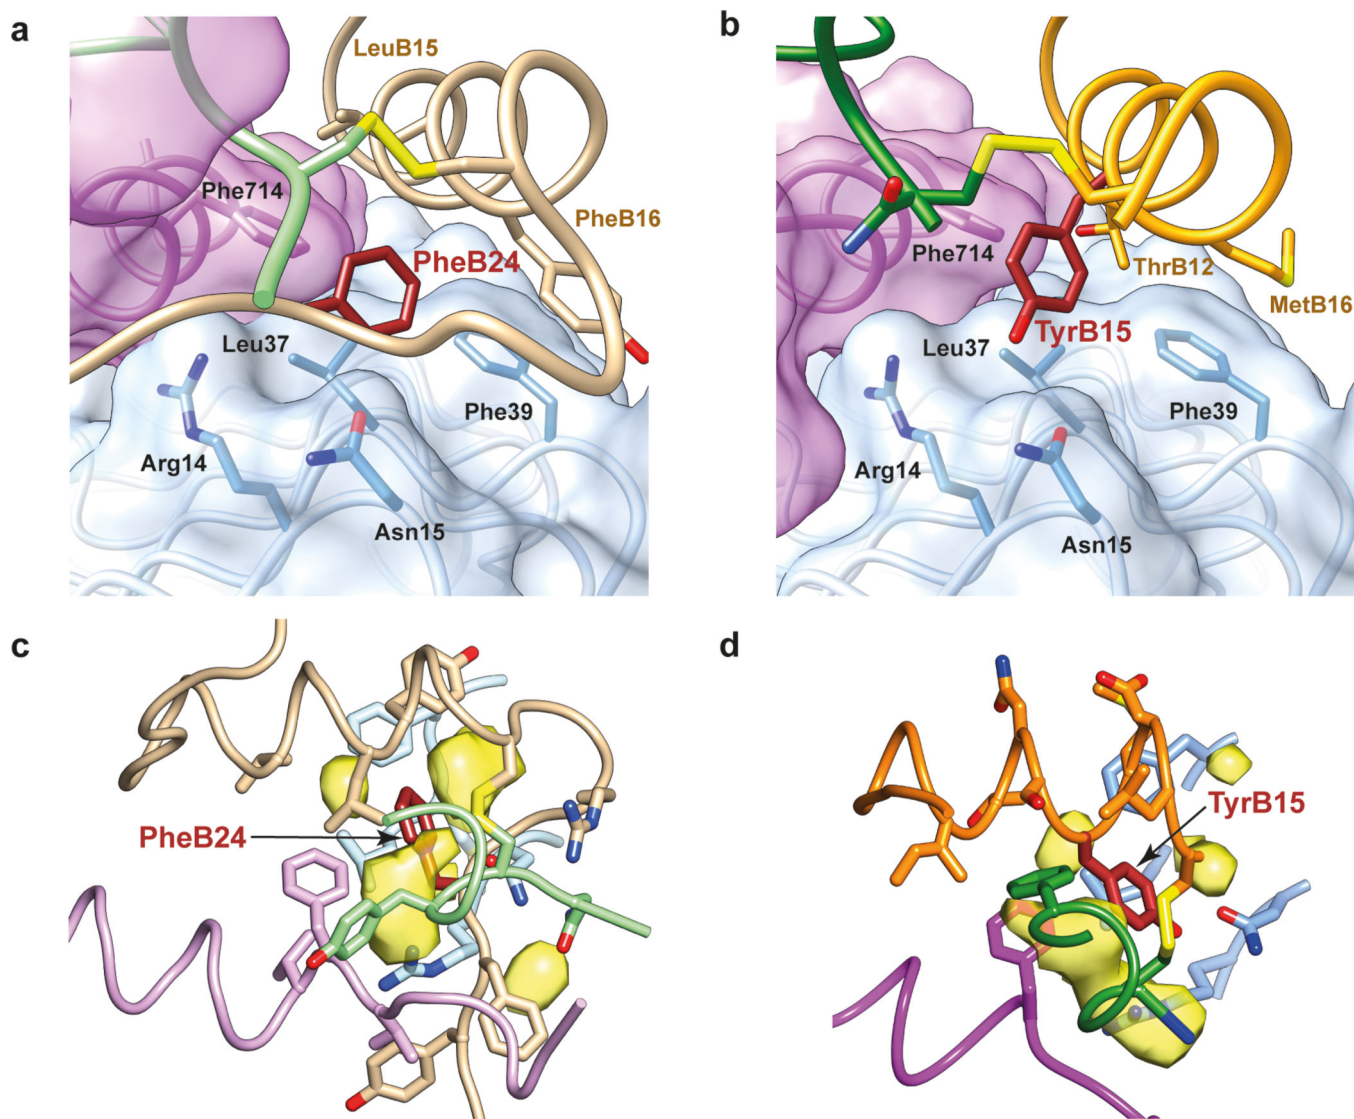 a
LeuB15
Phe714
PheB16
PheB24
Leu37
Phe39
Arg14
Asn15
b
Phe714
ThrB12
MetB16
TyrB15
Leu37
Phe39
Arg14
Asn15
c
PheB24
d
TyrB15